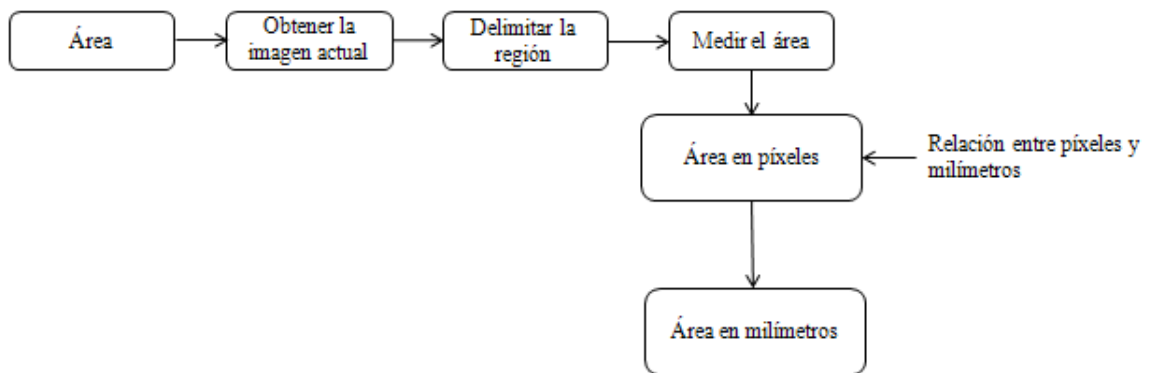 Área
Obtener la
imagen actual
Delimitar la
región
Medir el área
Área en píxeles
Relación entre píxeles y
milímetros
Área en milímetros